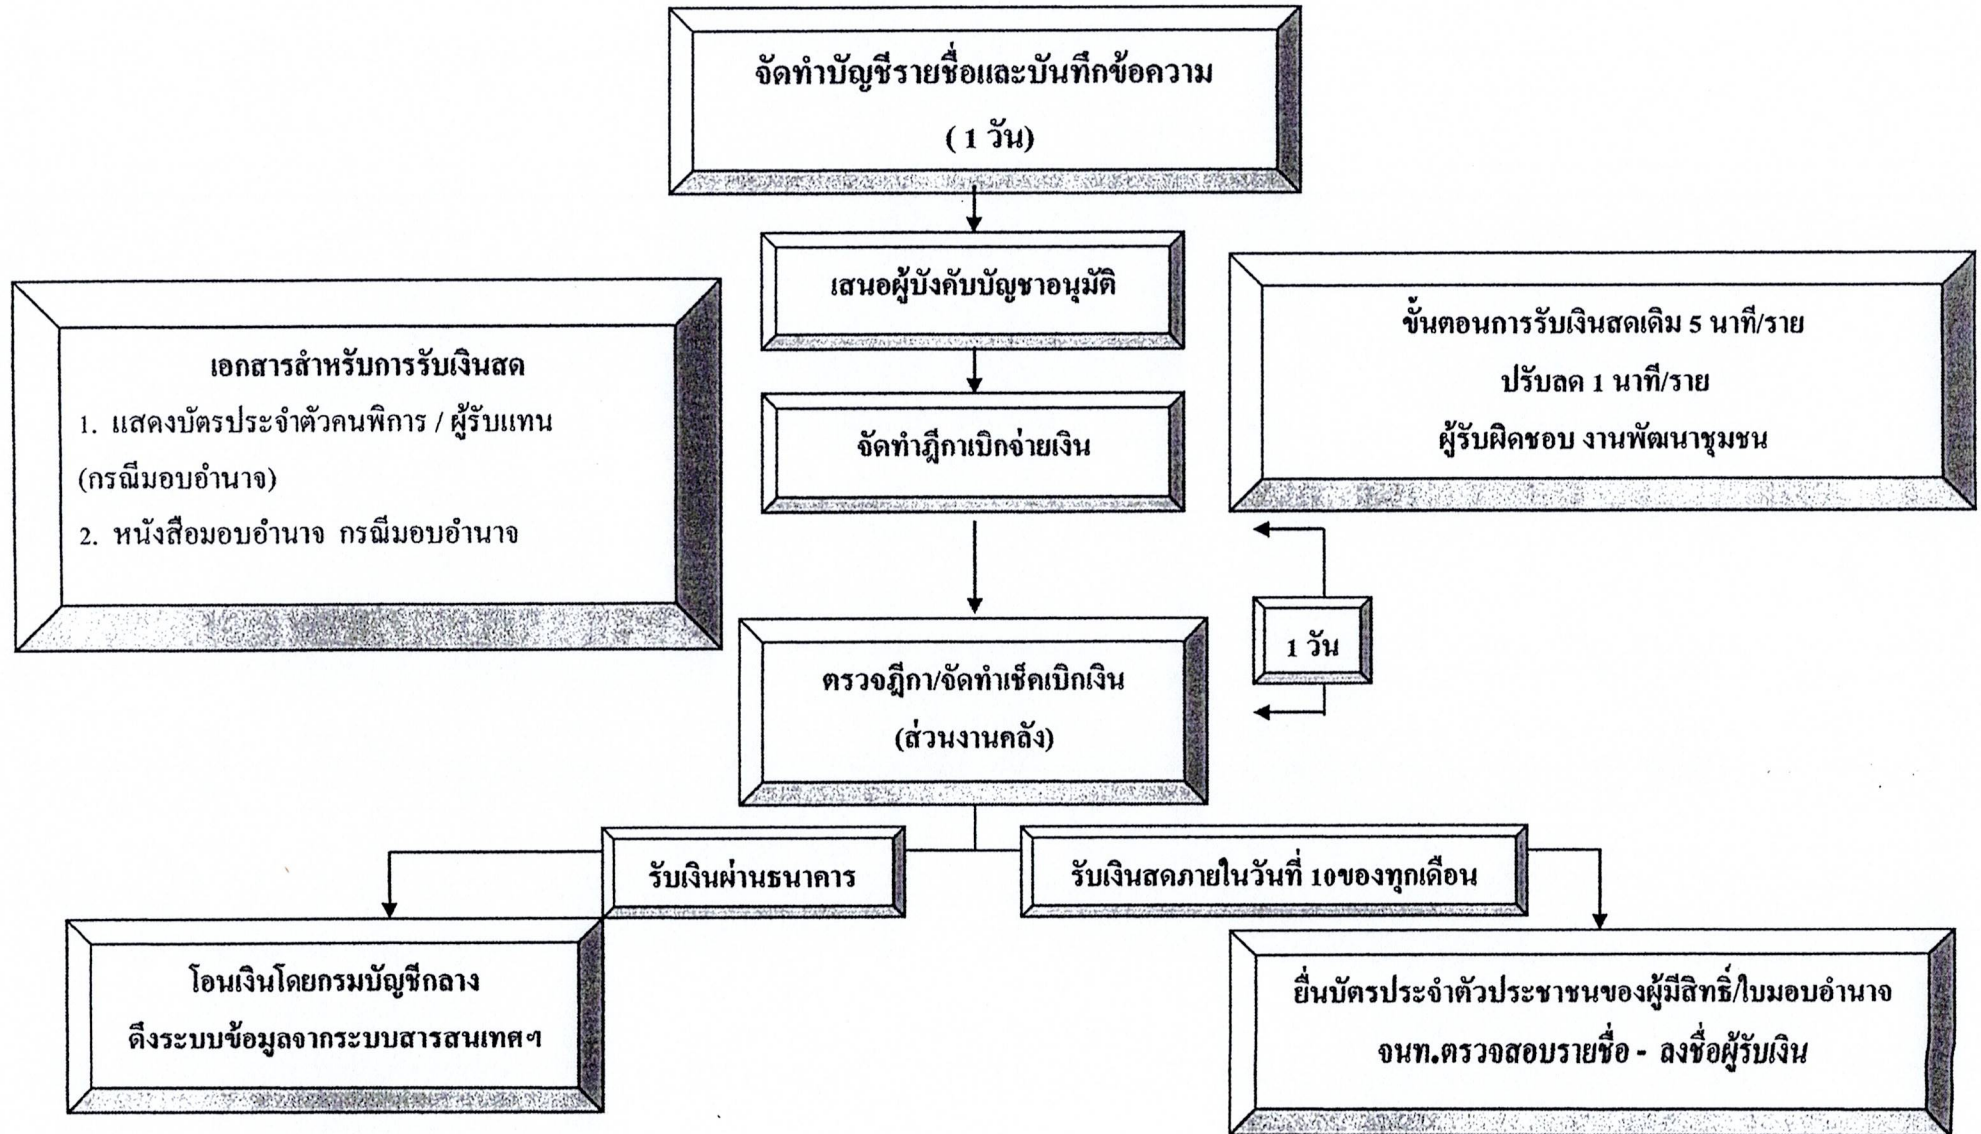 จัดทำบัญชีรายชื่อและบันทึกข้อความ
( 1 วัน)
เสนอผู้บังคับบัญชาอนุมัติ
เอกสารสำหรับการรับเงินสด
1. แสดงบัตรประจำตัวคนพิการ / ผู้รับแทน
(กรณีมอบอำนาจ)
2. หนังสือมอบอำนาจ กรณีมอบอำนาจ
ขั้นตอนการรับเงินสดเดิม 5 นาที/ราย
ปรับลด 1 นาที/ราย
ผู้รับผิดชอบ งานพัฒนาชุมชน
จัดทำฎีกาเบิกจ่ายเงิน
1 วัน
ตรวจฎีกา/จัดทำเช็คเบิกเงิน
(ส่วนงานคลัง)
รับเงินผ่านธนาคาร
รับเงินสดภายในวันที่ 10ของทุกเดือน
โอนเงินโดยกรมบัญชีกลาง
ดึงระบบข้อมูลจากระบบสารสนเทศฯ
ยื่นบัตรประจำตัวประชาชนของผู้มีสิทธิ์/ใบมอบอำนาจ
จนท.ตรวจสอบรายชื่อ - ลงชื่อผู้รับเงิน